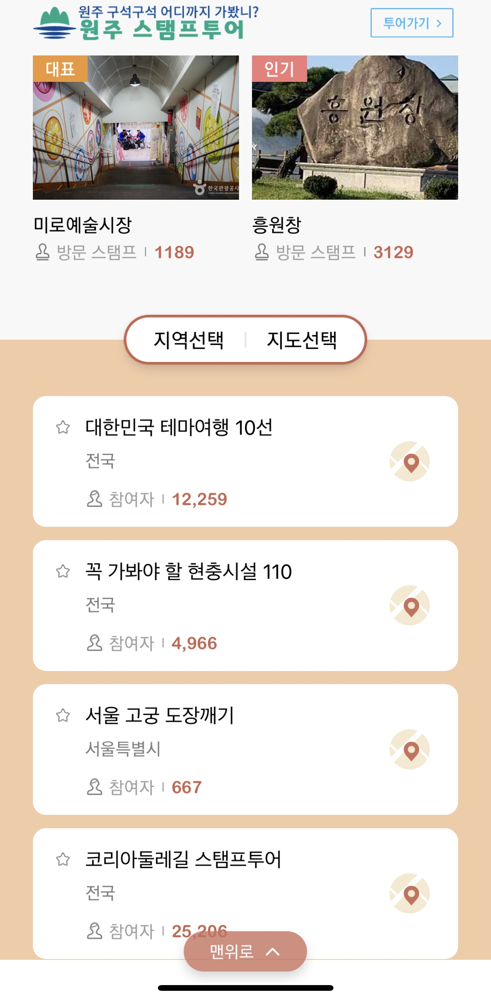 원주 구석구석 어디까지 가봤니?
원주 스탬프투어
투어가기
대표
인기
흥원창
한국관광공사
KOREA TOURISM ORGANIZATION
미로예술시장
흥원창
방문 스탬프 | 1189
방문 스탬프 | 3129
지역선택 | 지도선택
대한민국 테마여행 10선
전국
참여자 | 12,259
꼭 가봐야 할 현충시설 110
전국
참여자 | 4,966
서울 고궁 도장깨기
서울특별시
참여자 | 667
코리아둘레길 스탬프투어
전국
참여자 | 25,206
맨위로